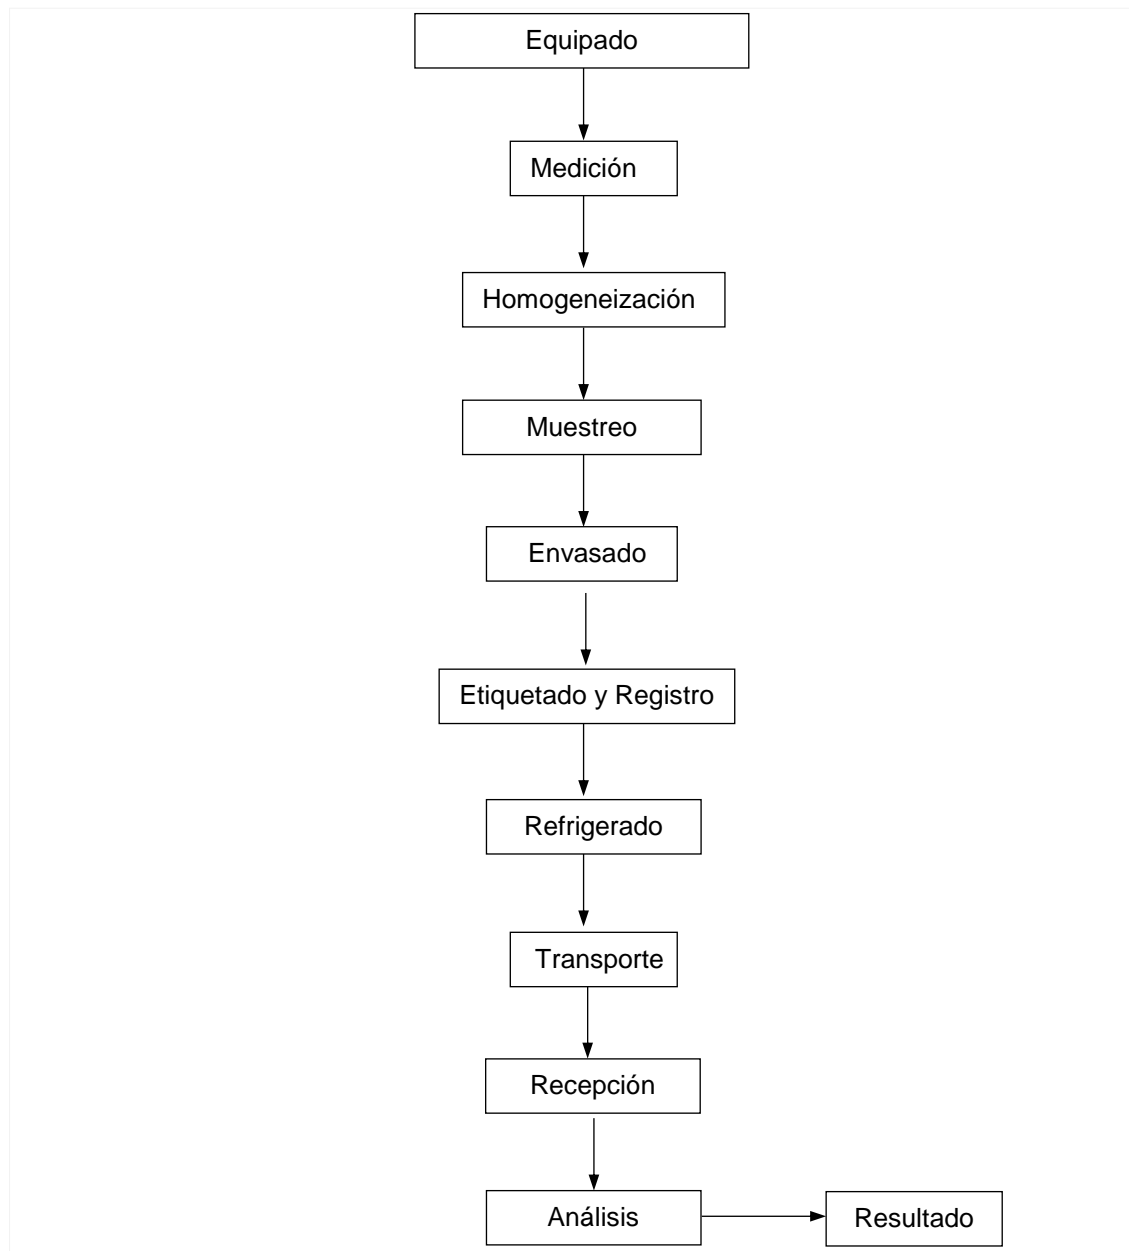 Equipado
Medición
Homogeneización
Muestreo
Envasado
Etiquetado y Registro
Refrigerado
Transporte
Recepción
Análisis
Resultado